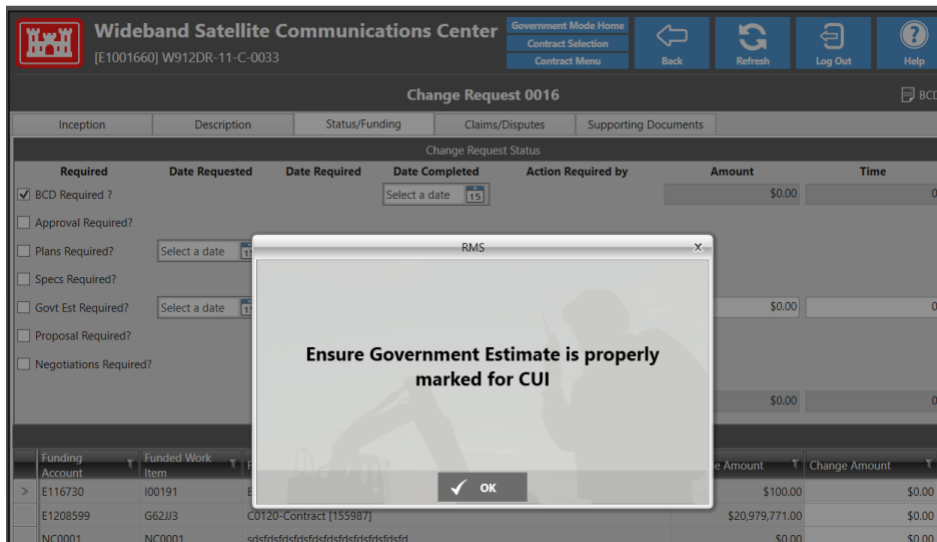 Wideband Satellite Communications Center
[E1001660] W912DR-11-C-0033
Government Mode Home
Contract Selection
Contract Menu
Back
Refresh
Log Out
Help
Change Request 0016
BCD
Inception
Description
Status/Funding
Claims/Disputes
Supporting Documents
Change Request Status
Required Date Requested Date Required Date Completed Action Required by Amount Time
BCD Required ? Select a date 15 $0.00 0
Approval Required?
Plans Required? Select a date
Specs Required?
Govt Est Required? Select a date $0.00 0
Proposal Required?
Negotiations Required?
$0.00 0
RMS x
Ensure Government Estimate is properly
marked for CUI
OK
Funding
Account
Funded Work
Item
e Amount
Change Amount
> E116730 I00191 $100.00 $0.00
E1208599 G62JJ3 C0120-Contract [155987] $20,979,771.00 $0.00
NC0001 NC0001 sdsfdsfdsfdsfdsfdsfdsfdsfdsfd $0.00 $0.00